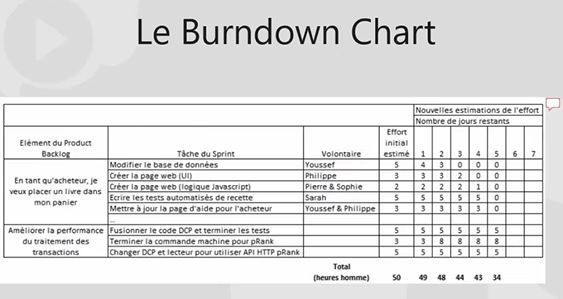 Le Burndown Chart
Nouvelles estimations de l'effort
Nombre de jours restants
Elément du Product Backlog Tâche du Sprint Volontaire Effort initial estimé 1 2 3 4 5 6 7
En tant qu'acheteur, je veux placer un livre dans mon panier
Modifier le base de données Youssef 5 4 3 0 0 0
Créer la page web (UI) Philippe 3 3 3 2 0 0
Créer la page web (logique Javascript) Pierre & Sophie 2 2 2 2 1 0
Ecrire les tests automatisés de recette Sarah 5 5 5 5 5 0
Mettre à jour la page d'aide pour l'acheteur Youssef & Philippe 3 3 3 3 3 0
...
Améliorer la performance du traitement des transactions
Fusionner le code DCP et terminer les tests 5 5 5 5 5 5
Terminer la commande machine pour pRank 3 3 8 8 8 8
Changer DCP et lecteur pour utiliser API HTTP pRank 5 5 5 5 5 5
Total
(heures homme) 50 49 48 44 43 34